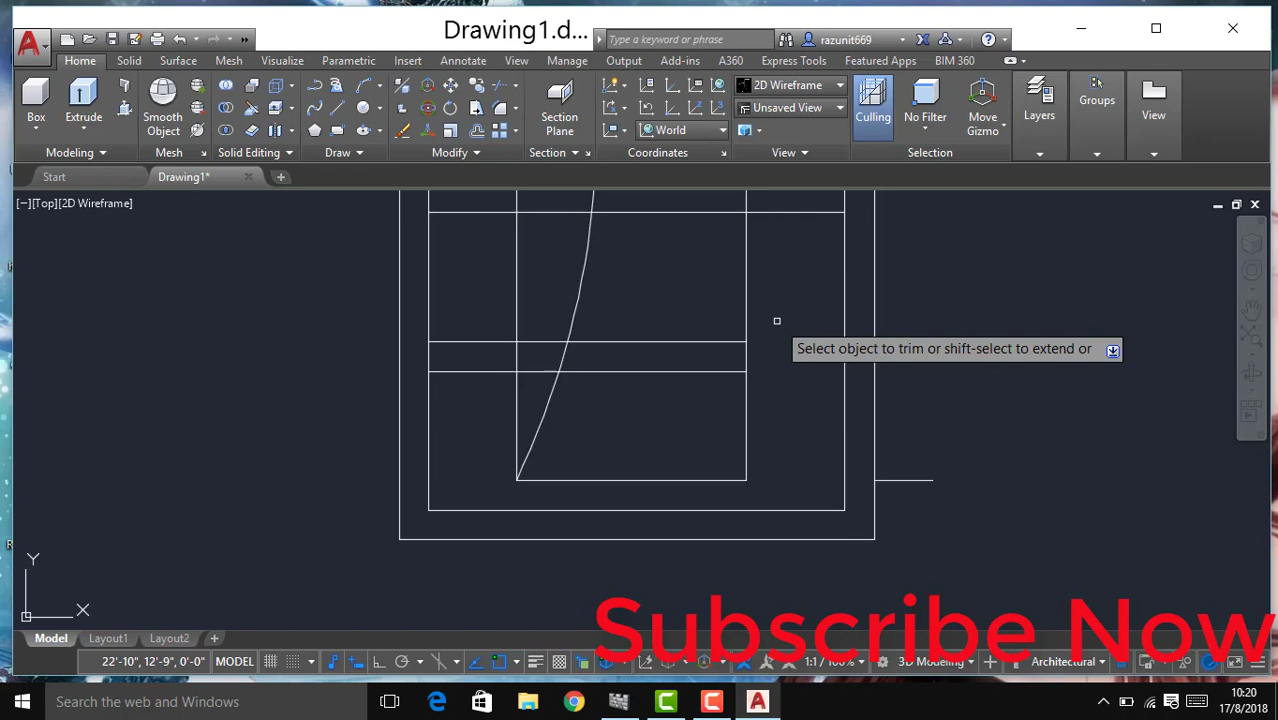 Drawing1.d...
Type a keyword or phrase
razunit669
Home Solid Surface Mesh Visualize Parametric Insert Annotate View Manage Output Add-ins A360 Express Tools Featured Apps BIM 360
Box
Extrude
Smooth
Object
Section
Plane
World
2D Wireframe
Unsaved View
Culling
No Filter
Move
Gizmo
Layers
Groups
View
Modeling Mesh Solid Editing Draw Modify Section Coordinates View Selection
Start Drawing1*
[−][Top][2D Wireframe]
Select object to trim or shift-select to extend or
Y
X
Subscribe Now
Model Layout1 Layout2
22'-10", 12'-9", 0'-0" MODEL 1:1 / 100% 3D Modeling Architectural
Search the web and Windows
10:20
17/8/2018